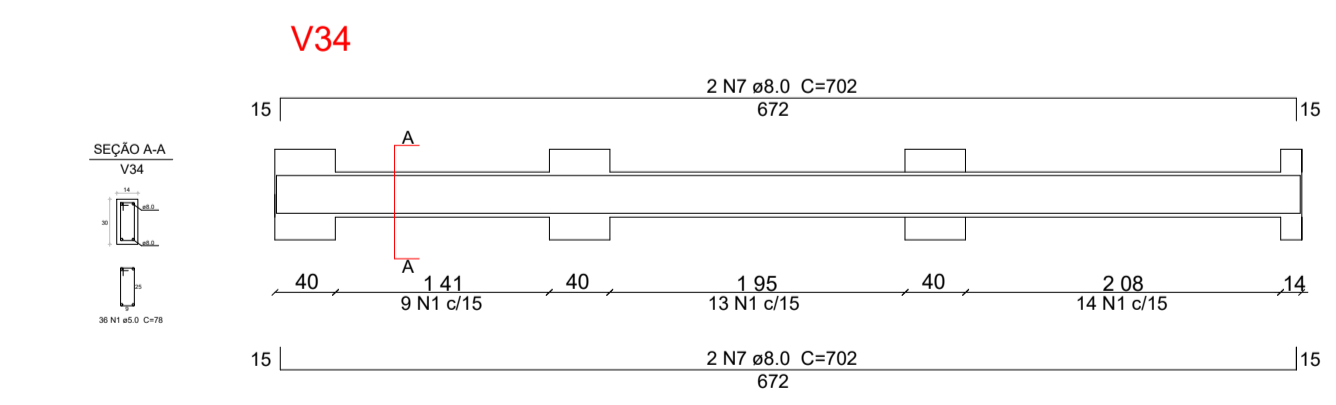 V34
2 N7 ø8.0 C=702
15
672
15
SEÇÃO A-A
V34
14
ø8.0
30
ø8.0
25
9
36 N1 ø5.0 C=78
A
A
40
1 41
40
1 95
40
2 08
14
9 N1 c/15
13 N1 c/15
14 N1 c/15
15
2 N7 ø8.0 C=702
15
672